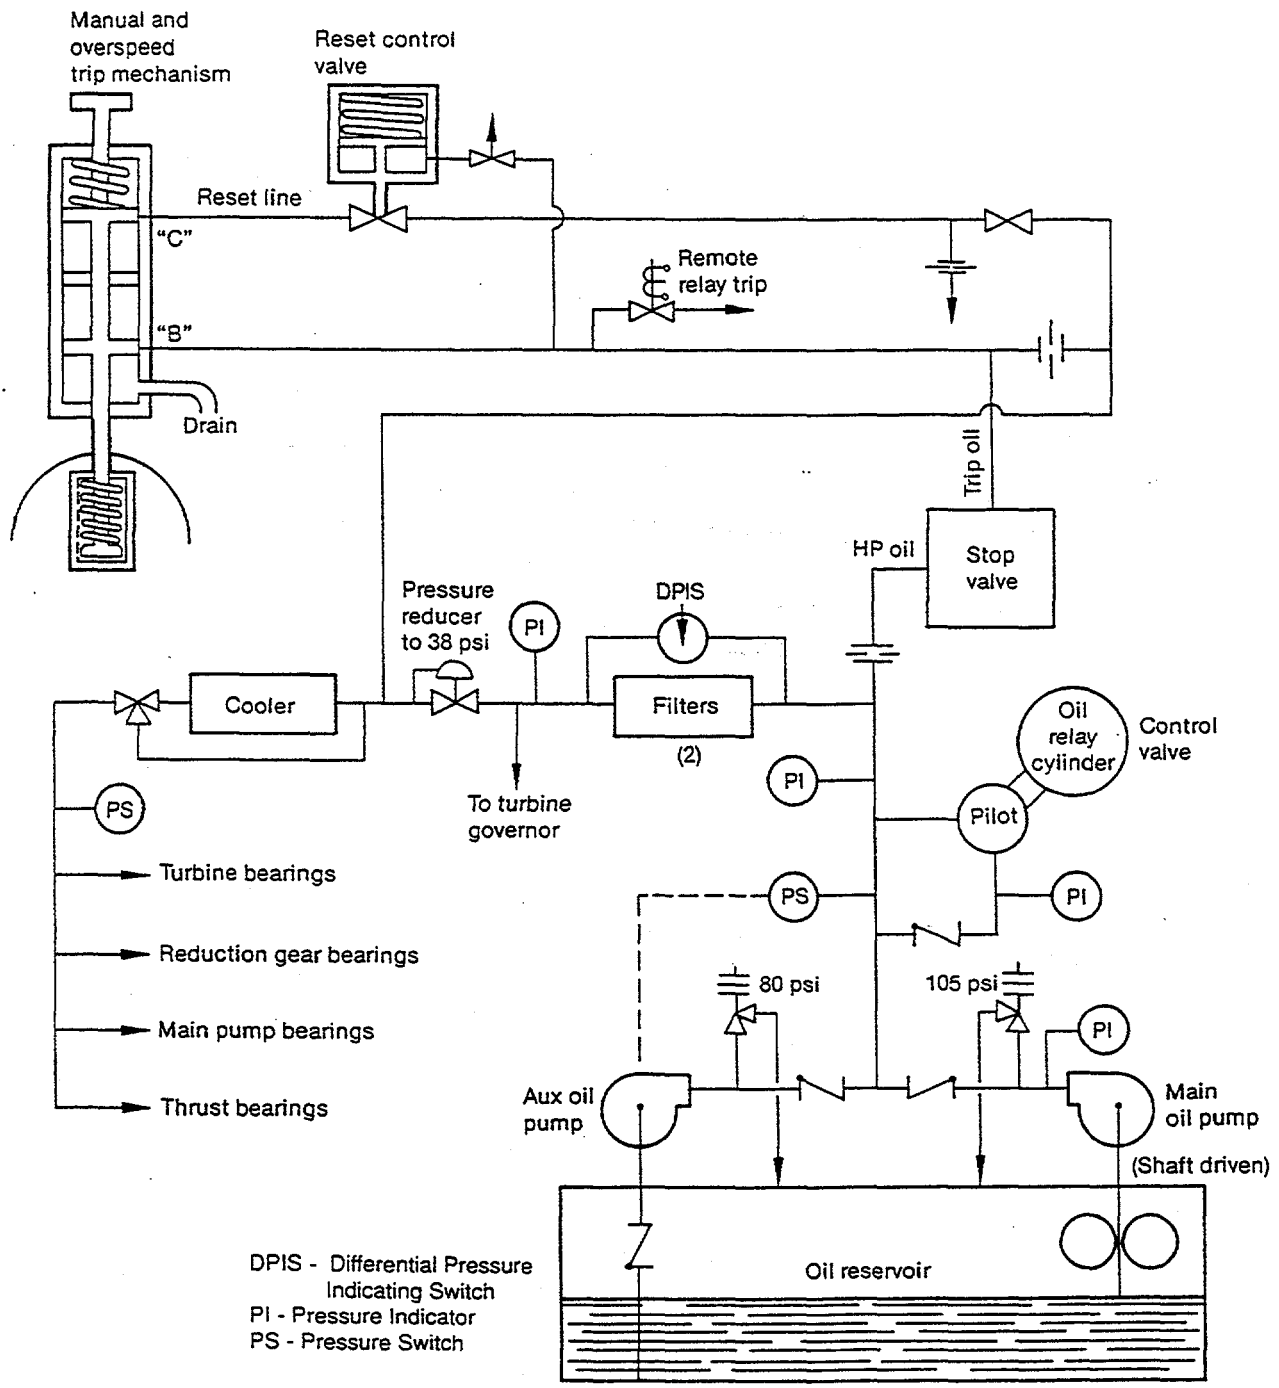 Manual and
overspeed
trip mechanism
Reset control
valve
Reset line
"C"
Remote
relay trip
"B"
Drain
Trip oil
HP oil
Stop
valve
Pressure
reducer
to 38 psi
PI
DPIS
Cooler
Filters
(2)
Oil
relay
cylinder
Control
valve
PI
To turbine
governor
Pilot
PS
Turbine bearings
PS
PI
Reduction gear bearings
80 psi
105 psi
Main pump bearings
PI
Thrust bearings
Aux oil
pump
Main
oil pump
(Shaft driven)
DPIS - Differential Pressure
Indicating Switch
PI - Pressure Indicator
PS - Pressure Switch
Oil reservoir